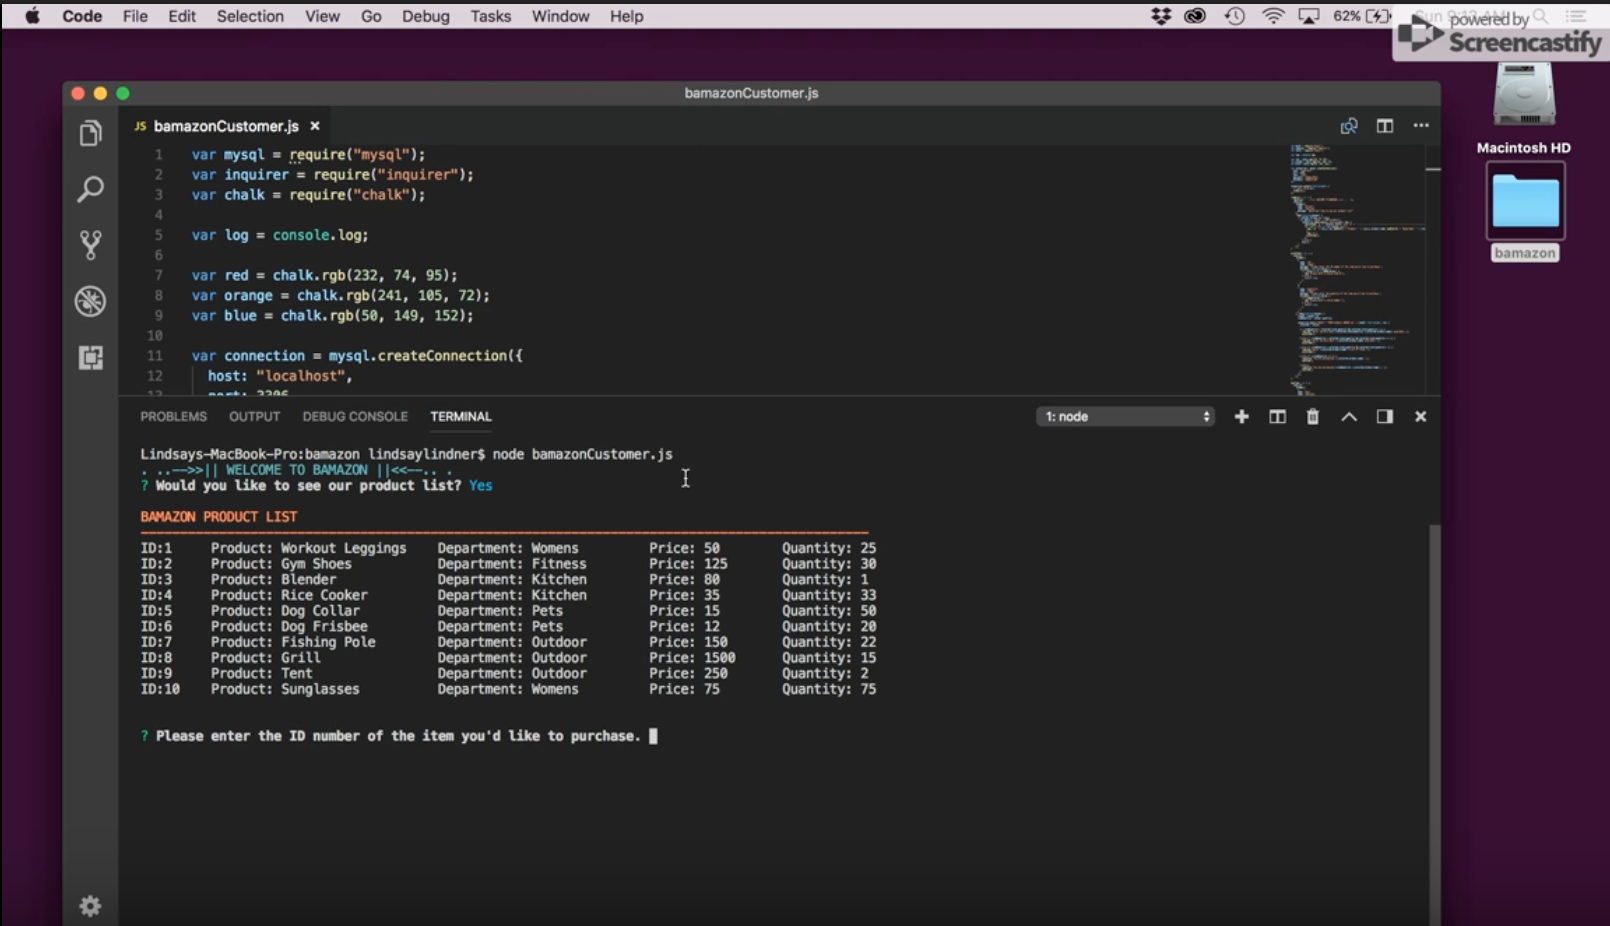 Code File Edit Selection View Go Debug Tasks Window Help 62%
powered by
Screencastify
bamazonCustomer.js
JS bamazonCustomer.js ×
1 var mysql = require("mysql");
2 var inquirer = require("inquirer");
3 var chalk = require("chalk");
4
5 var log = console.log;
6
7 var red = chalk.rgb(232, 74, 95);
8 var orange = chalk.rgb(241, 105, 72);
9 var blue = chalk.rgb(50, 149, 152);
10
11 var connection = mysql.createConnection({
12 host: "localhost",
Macintosh HD
bamazon
PROBLEMS OUTPUT DEBUG CONSOLE TERMINAL 1: node
Lindsays-MacBook-Pro:bamazon lindsaylindner$ node bamazonCustomer.js
. ..-->>|| WELCOME TO BAMAZON ||<<--.. .
? Would you like to see our product list? Yes
BAMAZON PRODUCT LIST
ID:1 Product: Workout Leggings Department: Womens Price: 50 Quantity: 25
ID:2 Product: Gym Shoes Department: Fitness Price: 125 Quantity: 30
ID:3 Product: Blender Department: Kitchen Price: 80 Quantity: 1
ID:4 Product: Rice Cooker Department: Kitchen Price: 35 Quantity: 33
ID:5 Product: Dog Collar Department: Pets Price: 15 Quantity: 50
ID:6 Product: Dog Frisbee Department: Pets Price: 12 Quantity: 20
ID:7 Product: Fishing Pole Department: Outdoor Price: 150 Quantity: 22
ID:8 Product: Grill Department: Outdoor Price: 1500 Quantity: 15
ID:9 Product: Tent Department: Outdoor Price: 250 Quantity: 2
ID:10 Product: Sunglasses Department: Womens Price: 75 Quantity: 75
? Please enter the ID number of the item you'd like to purchase.